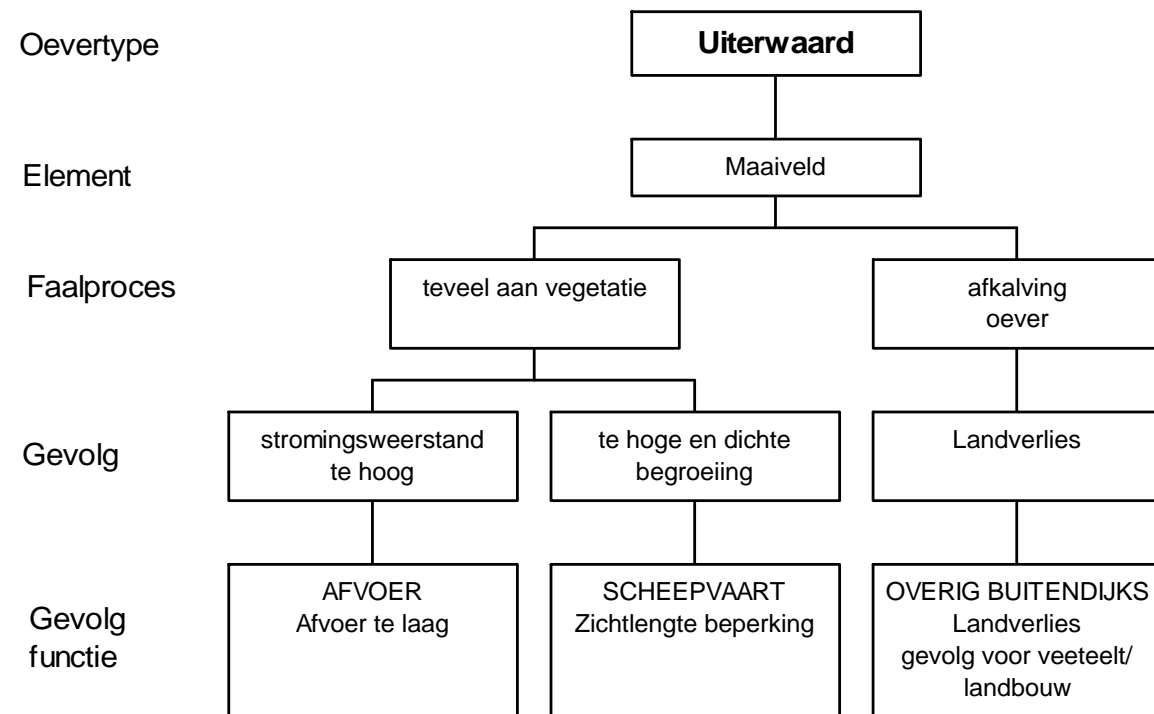 Oevertype
Uiterwaard
Element
Maaiveld
Faalproces
teveel aan vegetatie
afkalving
oever
Gevolg
stromingsweerstand
te hoog
te hoge en dichte
begroeiing
Landverlies
Gevolg
functie
AFVOER
Afvoer te laag
SCHEEPVAART
Zichtlengte beperking
OVERIG BUITENDIJKS
Landverlies
gevolg voor veeteelt/
landbouw